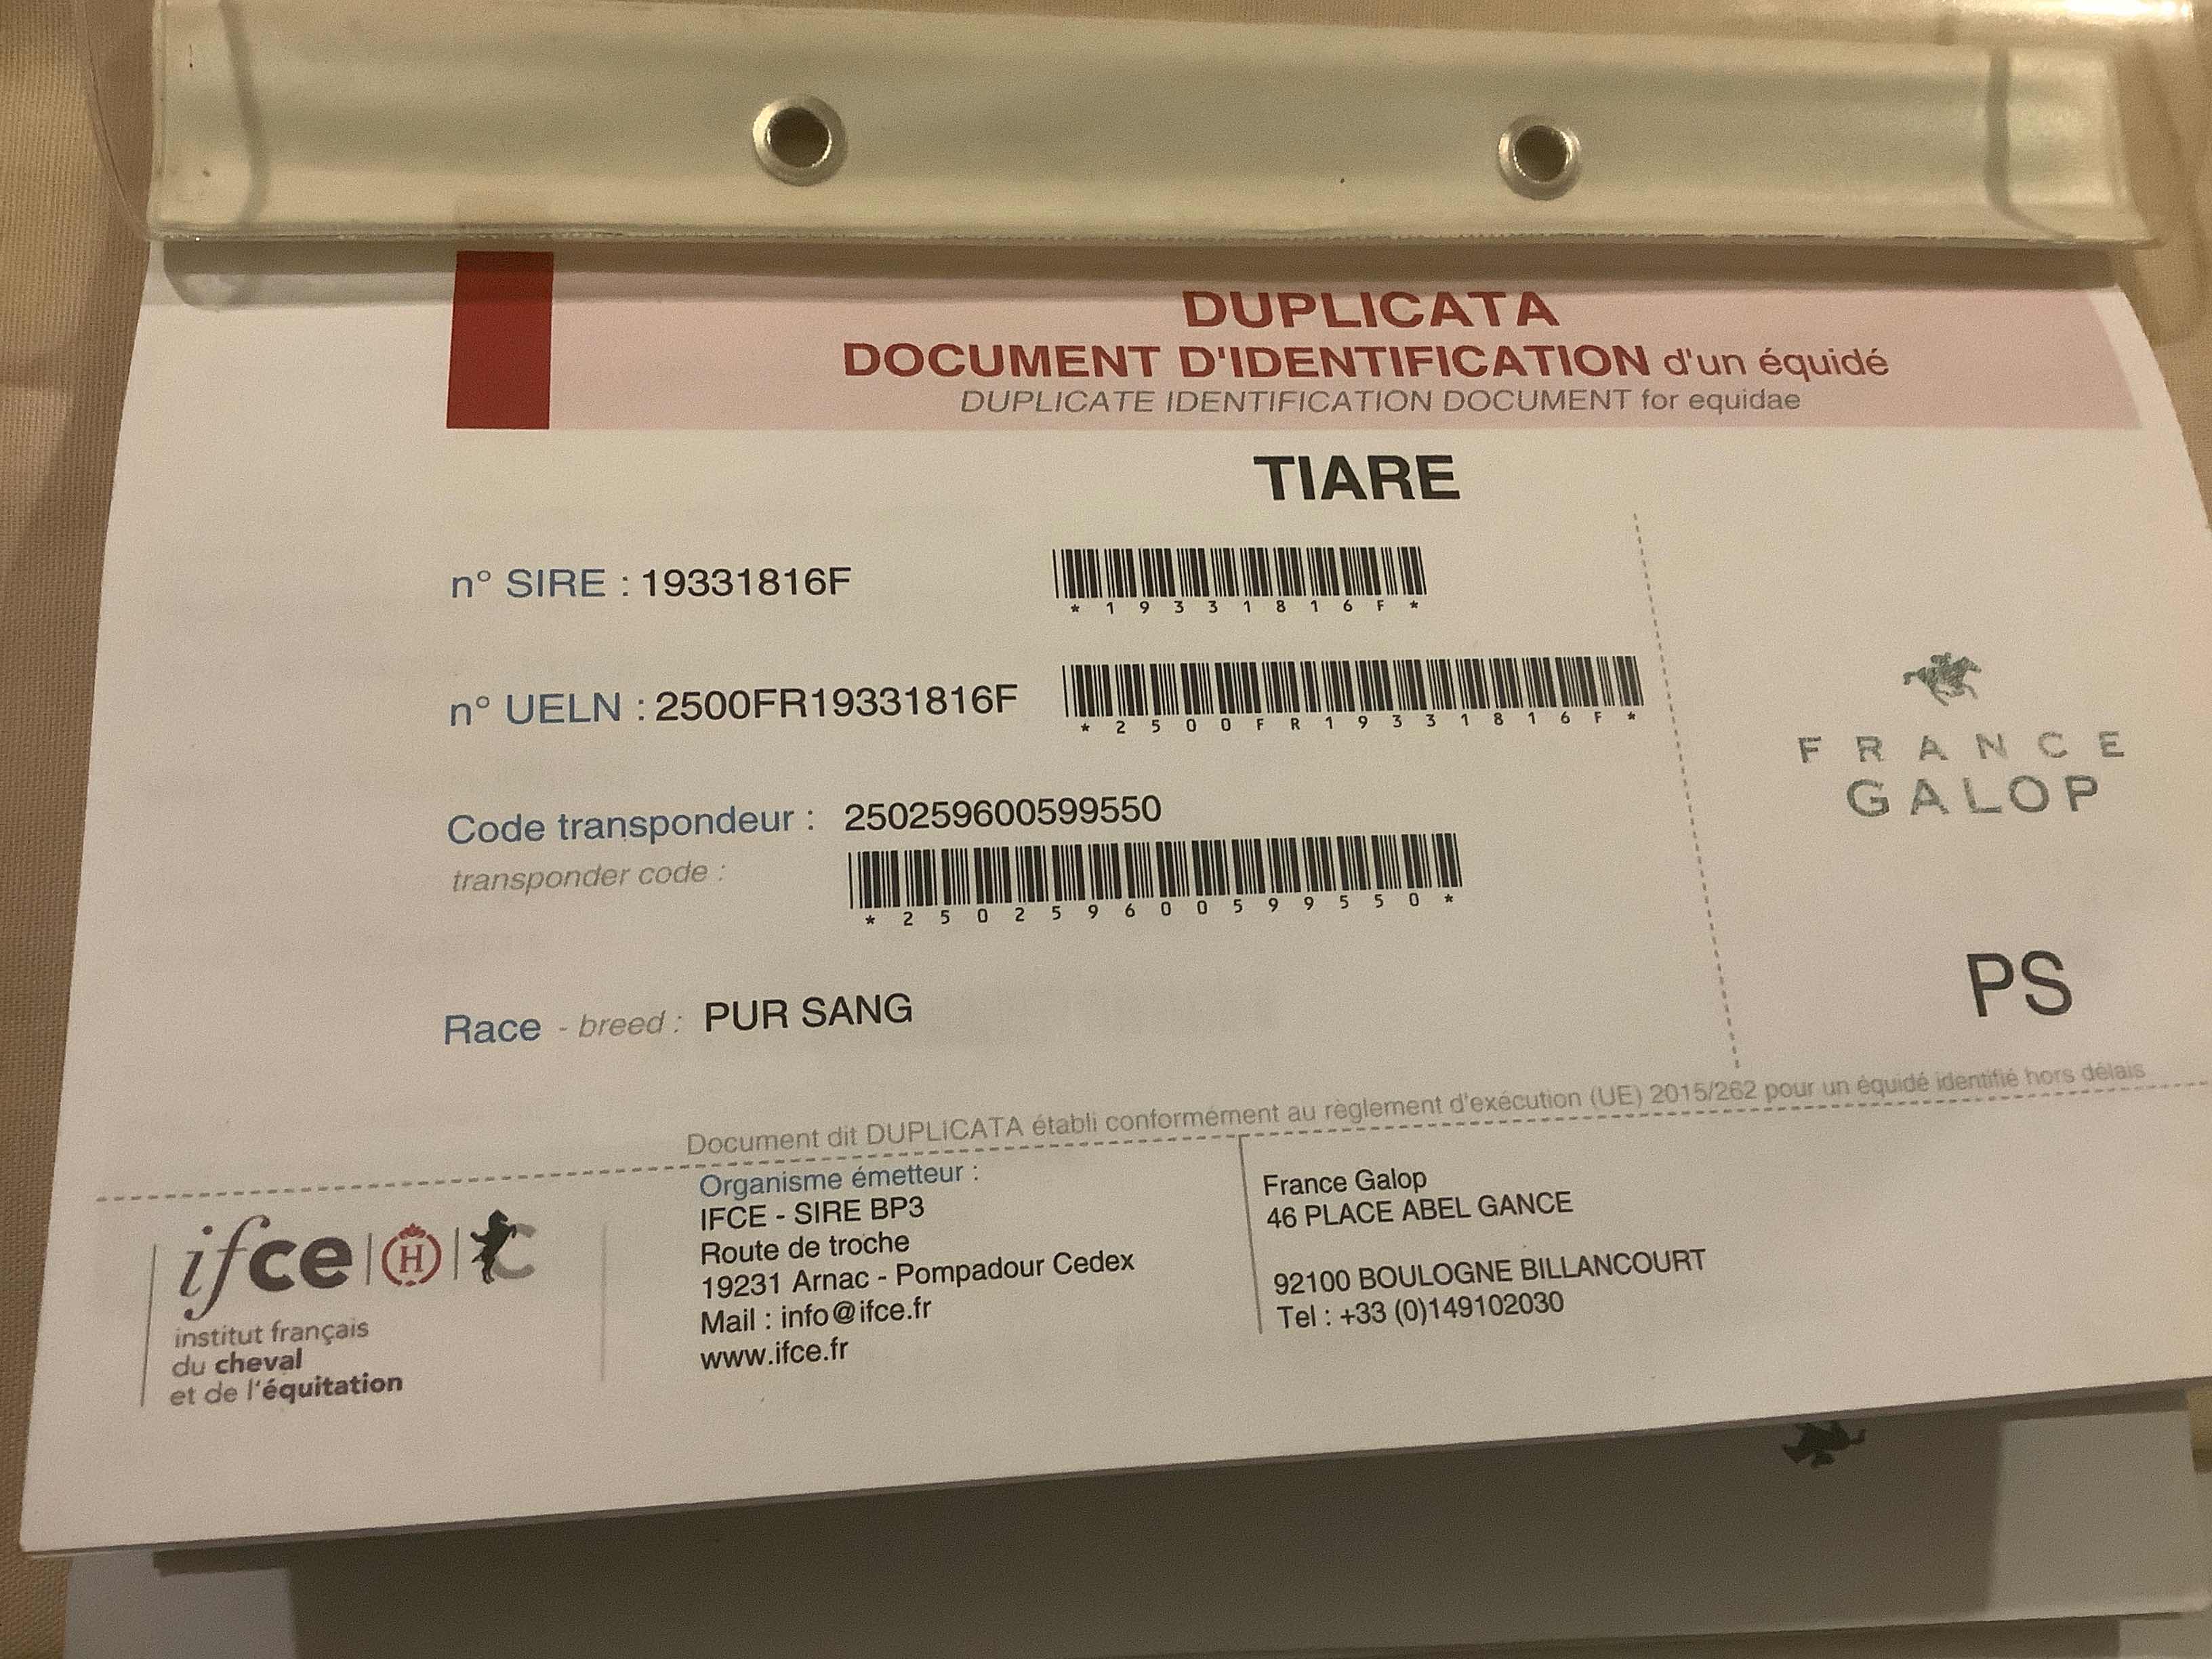 DUPLICATA
DOCUMENT D'IDENTIFICATION d'un équidé
DUPLICATE IDENTIFICATION DOCUMENT for equidae
TIARE
n° SIRE : 19331816F
*19331816F*
n° UELN : 2500FR19331816F
*2500FR19331816F*
FRANCE
GALOP
Code transpondeur : 250259600599550
transponder code :
*250259600599550*
PS
Race - breed : PUR SANG
Document dit DUPLICATA établi conformément au règlement d'exécution (UE) 2015/262 pour un équidé identifié hors délais
ifce | H | C
institut français
du cheval
et de l'équitation
Organisme émetteur :
IFCE - SIRE BP3
Route de troche
19231 Arnac - Pompadour Cedex
Mail : info@ifce.fr
www.ifce.fr
France Galop
46 PLACE ABEL GANCE
92100 BOULOGNE BILLANCOURT
Tel : +33 (0)149102030